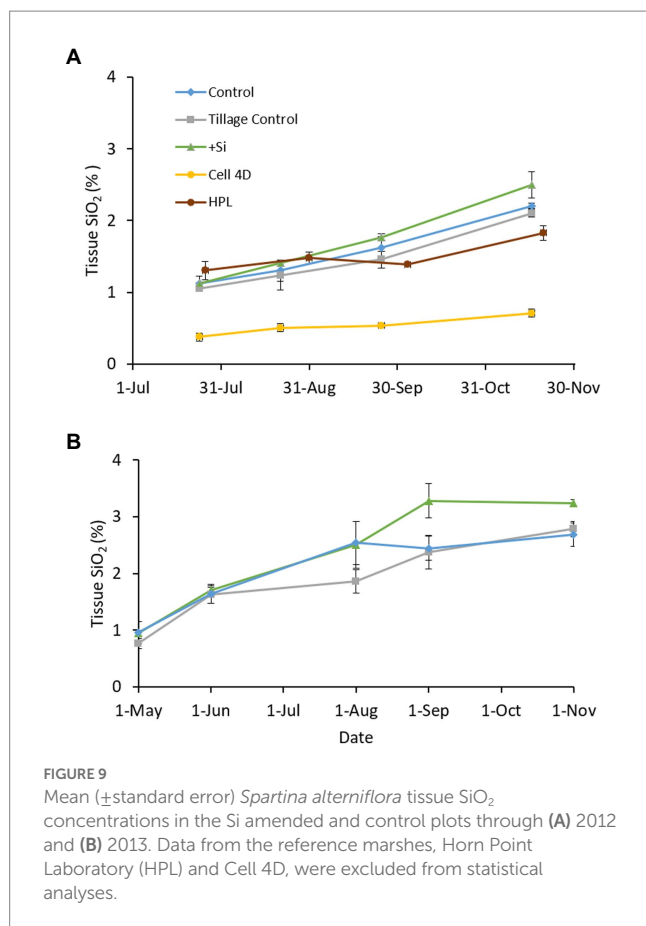 A
4
3
2
1
0
Tissue SiO₂ (%)
Control
Tillage Control
+Si
Cell 4D
HPL
1-Jul 31-Jul 31-Aug 30-Sep 31-Oct 30-Nov
B
4
3
2
1
0
Tissue SiO₂ (%)
1-May 1-Jun 1-Jul 1-Aug 1-Sep 1-Oct 1-Nov
Date
FIGURE 9
Mean (±standard error) Spartina alterniflora tissue SiO₂
concentrations in the Si amended and control plots through (A) 2012
and (B) 2013. Data from the reference marshes, Horn Point
Laboratory (HPL) and Cell 4D, were excluded from statistical
analyses.